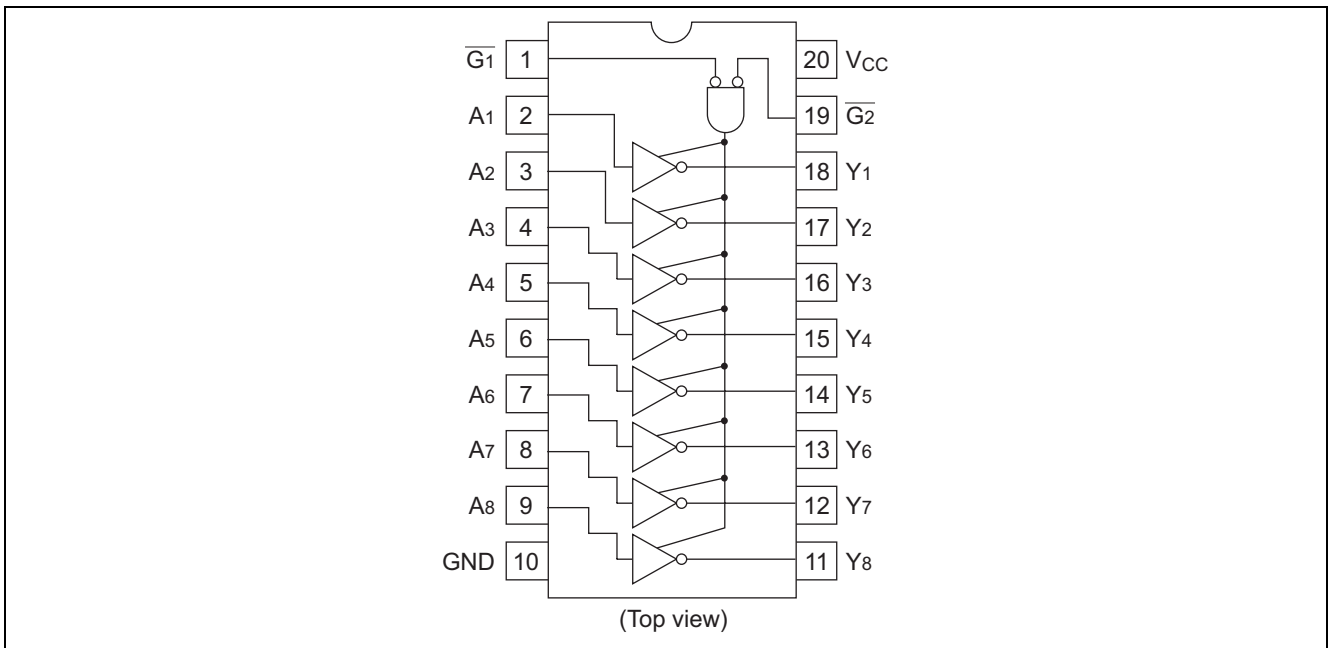 G̅1̅ 1 20 VCC
A1 2 19 G̅2̅
A2 3 18 Y1
A3 4 17 Y2
A4 5 16 Y3
A5 6 15 Y4
A6 7 14 Y5
A7 8 13 Y6
A8 9 12 Y7
GND 10 11 Y8
(Top view)